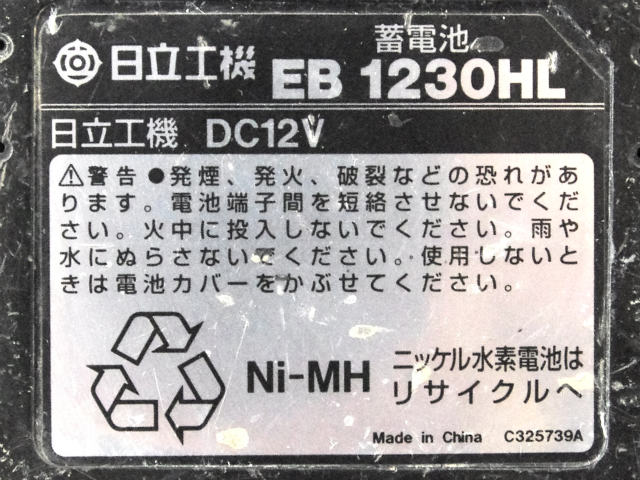 蓄電池
日立工機 EB 1230HL
日立工機 DC12V
⚠警告 ●発煙、発火、破裂などの恐れがあ
ります。電池端子間を短絡させないでくだ
さい。火中に投入しないでください。雨や
水にぬらさないでください。使用しないと
きは電池カバーをかぶせてください。
Ni-MH ニッケル水素電池は
リサイクルへ
Made in China C325739A